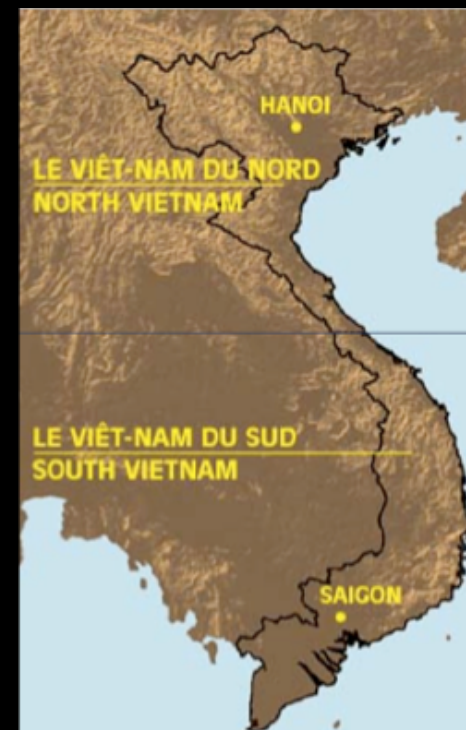 HANOI
LE VIÊT-NAM DU NORD
NORTH VIETNAM
LE VIÊT-NAM DU SUD
SOUTH VIETNAM
SAIGON